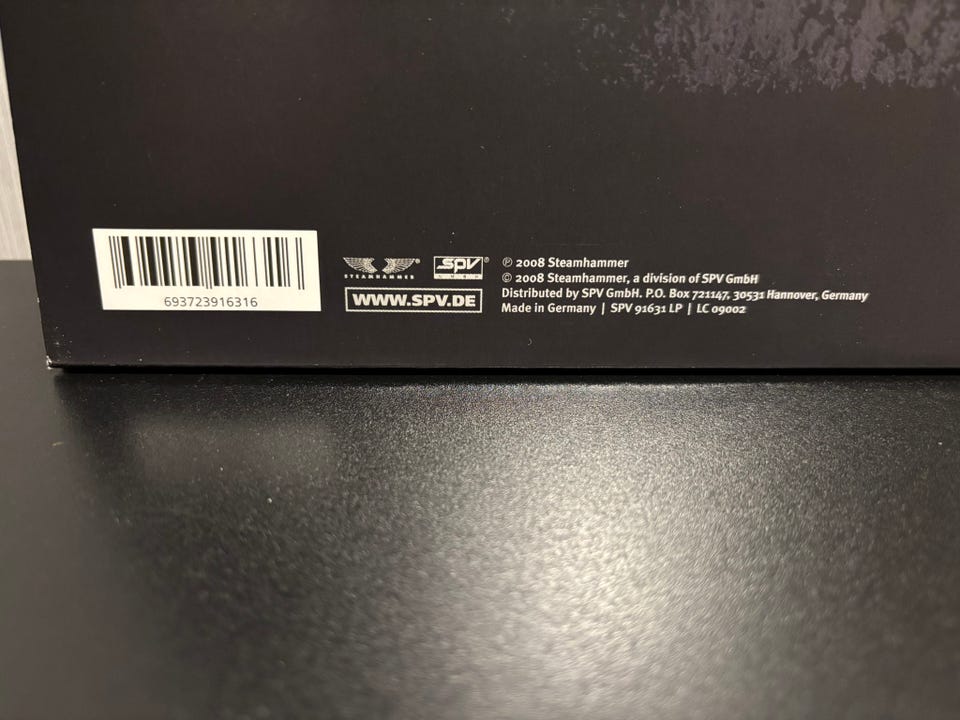 693723916316
STEAMHAMMER®
SPV®
GMBH
WWW.SPV.DE
℗ 2008 Steamhammer
© 2008 Steamhammer, a division of SPV GmbH
Distributed by SPV GmbH. P.O. Box 721147, 30531 Hannover, Germany
Made in Germany | SPV 91631 LP | LC 09002